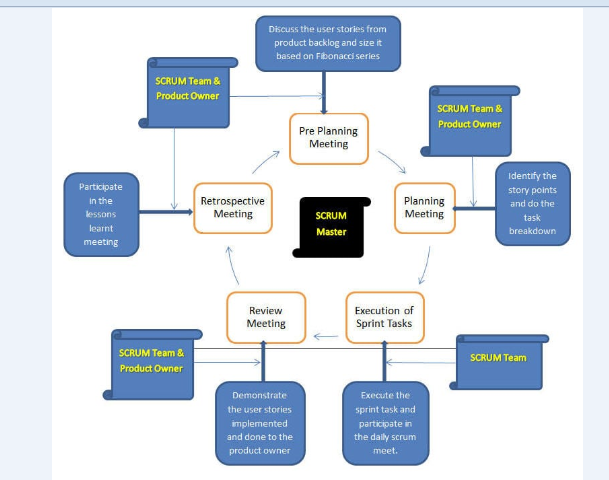 Discuss the user stories from
product backlog and size it
based on Fibonacci series
SCRUM Team &
Product Owner
SCRUM Team &
Product Owner
Pre Planning
Meeting
Participate
in the
lessons
learnt
meeting
Retrospective
Meeting
SCRUM
Master
Planning
Meeting
Identify the
story points
and do the
task
breakdown
Review
Meeting
Execution of
Sprint Tasks
SCRUM Team &
Product Owner
SCRUM Team
Demonstrate
the user stories
implemented
and done to the
product owner
Execute the
sprint task and
participate in
the daily scrum
meet.